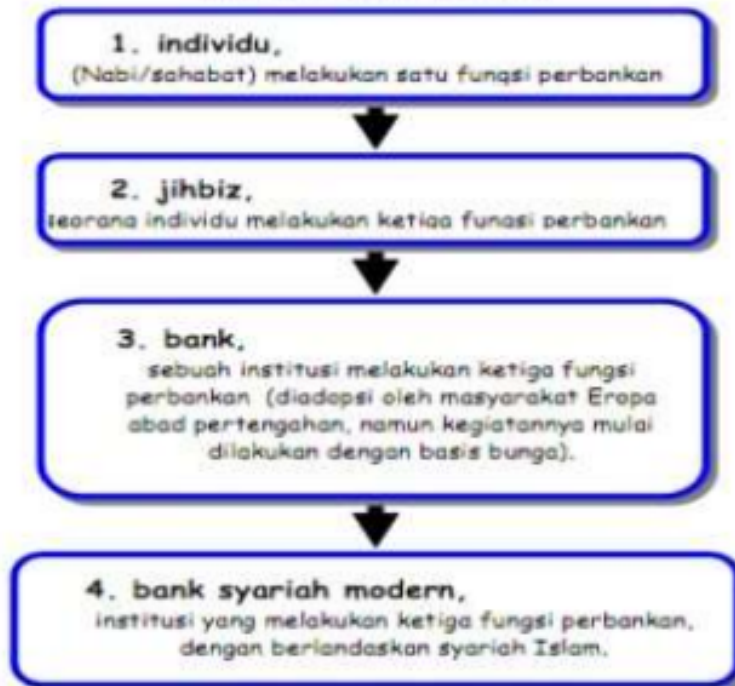 1. individu,
(Nabi/sahabat) melakukan satu fungsi perbankan
2. jihbiz,
seorang individu melakukan ketiga fungsi perbankan
3. bank,
sebuah institusi melakukan ketiga fungsi
perbankan (diadopsi oleh masyarakat Eropa
abad pertengahan, namun kegiatannya mulai
dilakukan dengan basis bunga).
4. bank syariah modern,
institusi yang melakukan ketiga fungsi perbankan,
dengan berlandaskan syariah Islam.